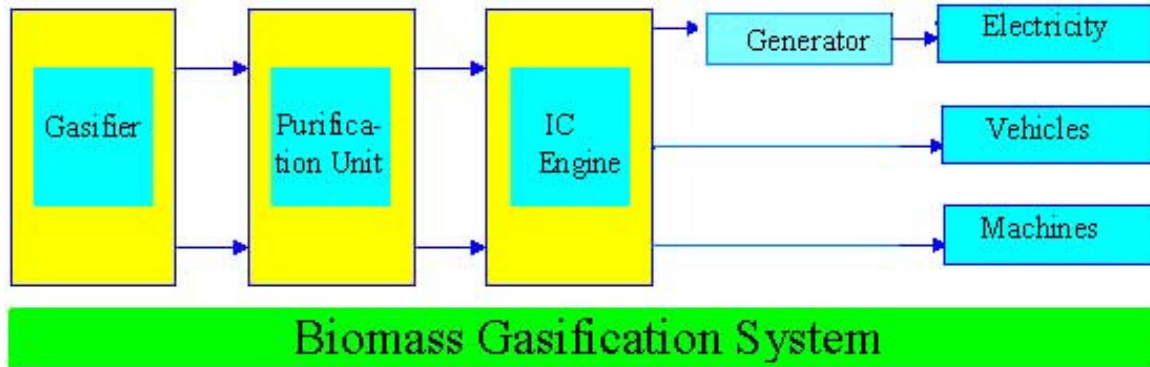 Gasifier
Purifica-
tion Unit
IC
Engine
Generator
Electricity
Vehicles
Machines
Biomass Gasification System